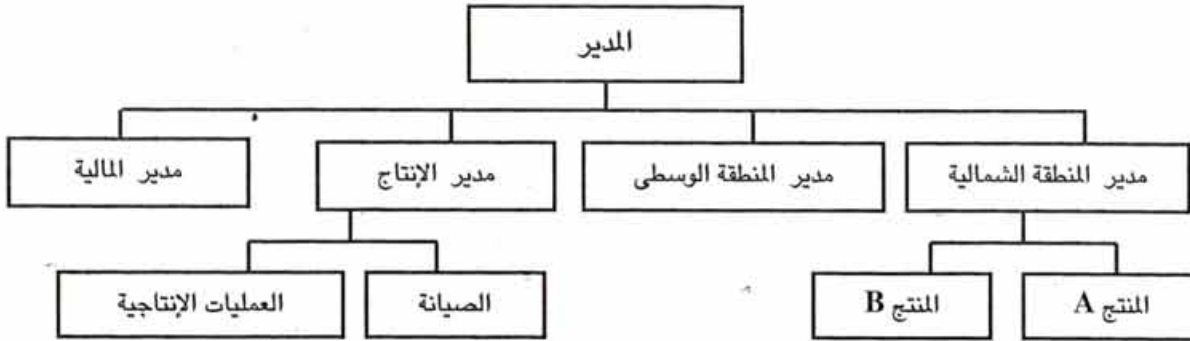 المدير
مدير المنطقة الشمالية
مدير المنطقة الوسطى
مدير الإنتاج
مدير المالية
المنتج A
المنتج B
الصيانة
العمليات الإنتاجية